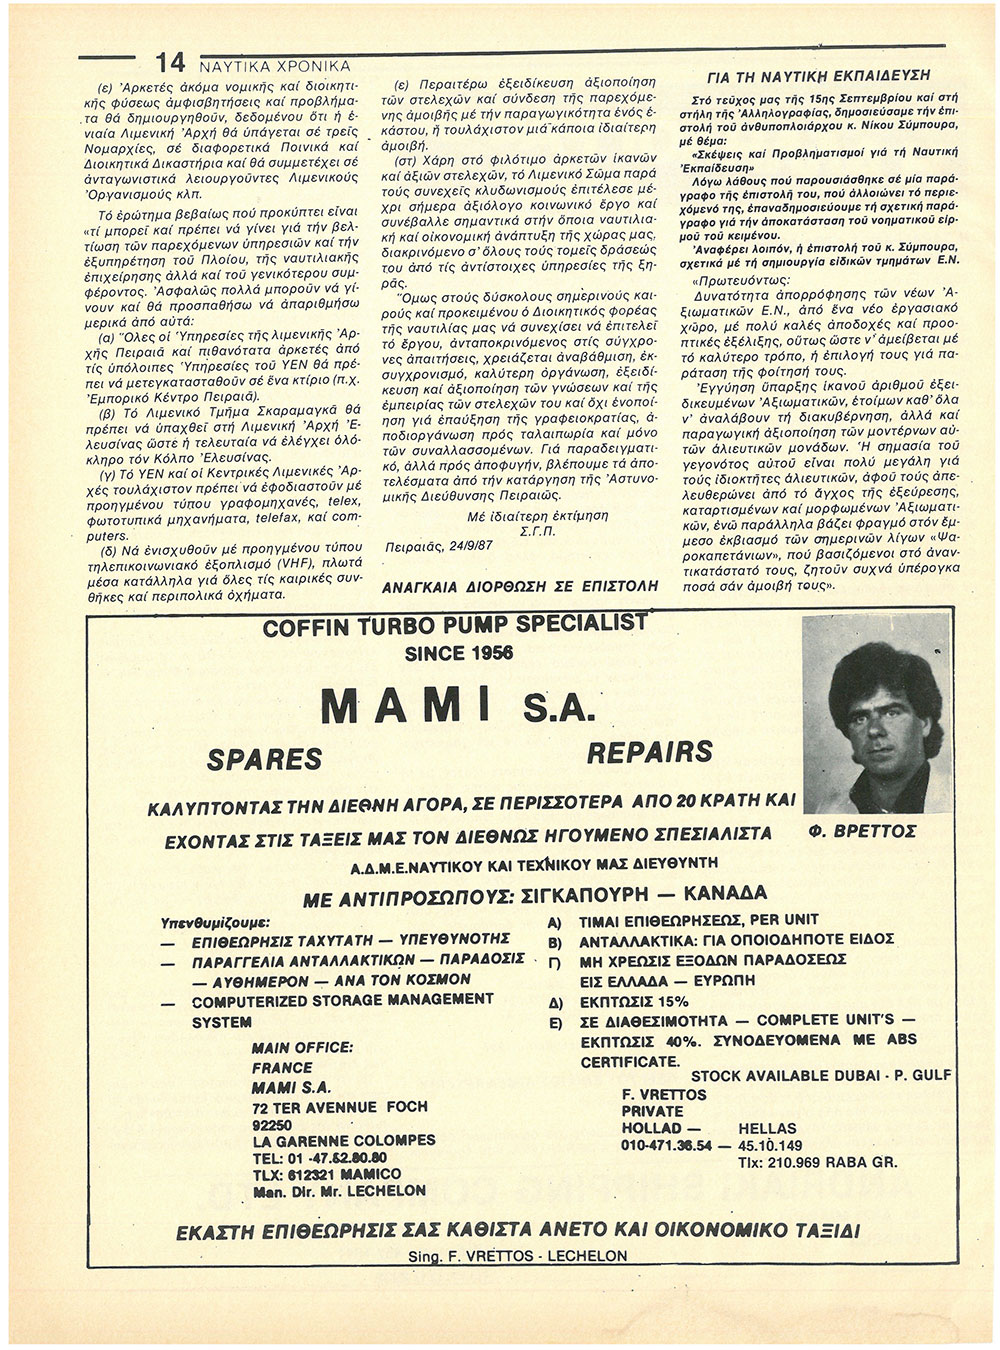 14 ΝΑΥΤΙΚΑ ΧΡΟΝΙΚΑ
(ε) Ἀρκετές ἀκόμα νομικής καί διοικητι-
κῆς φύσεως ἀμφισβητήσεις καί προβλήμα-
τα θά δημιουργηθοῦν, δεδομένου ὅτι ἡ ἐ-
νιαία Λιμενική Ἀρχή θά ὑπάγεται σέ τρεῖς
Νομαρχίες, σέ διαφορετικά Ποινικά καί
Διοικητικά Δικαστήρια καί θά συμμετέχει σέ
ἀνταγωνιστικά λειουργοῦντες Λιμενικούς
Ὀργανισμούς κλπ.
Τό ἐρώτημα βεβαίως πού προκύπτει εἶναι
«τί μπορεῖ καί πρέπει νά γίνει γιά τήν βελ-
τίωση τῶν παρεχόμενων ὑπηρεσιῶν καί τήν
ἐξυπηρέτηση τοῦ Πλοίου, τῆς ναυτιλιακῆς
ἐπιχείρησης ἀλλά καί τοῦ γενικότερου συμ-
φέροντος. Ἀσφαλῶς πολλά μποροῦν νά γί-
νουν καί θά προσπαθήσω νά ἀπαριθμήσω
μερικά ἀπό αὐτά:
(α) Ὅλες οἱ Ὑπηρεσίες τῆς λιμενικῆς Ἀρ-
χῆς Πειραιᾶ καί πιθανότατα ἀρκετές ἀπό
τίς ὑπόλοιπες Ὑπηρεσίες τοῦ ΥΕΝ θά πρέ-
πει νά μετεγκατασταθοῦν σέ ἕνα κτίριο (π.χ.
Ἐμπορικό Κέντρο Πειραιᾶ).
(β) Τό Λιμενικό Τμῆμα Σκαραμαγκᾶ θά
πρέπει νά ὑπαχθεῖ στή Λιμενική Ἀρχή Ἐ-
λευσίνας ὥστε ἡ τελευταία νά ἐλέγχει ὁλό-
κληρο τόν Κόλπο Ἐλευσίνας.
(γ) Τό ΥΕΝ καί οἱ Κεντρικές Λιμενικές Ἀρ-
χές τουλάχιστον πρέπει νά ἐφοδιαστοῦν μέ
προηγμένου τύπου γραφομηχανές, telex,
φωτοτυπικά μηχανήματα, telefax, καί com-
puters.
(δ) Νά ἐνισχυθοῦν μέ προηγμένου τύπου
τηλεπικοινωνιακό ἐξοπλισμό (VHF), πλωτά
μέσα κατάλληλα γιά ὅλες τίς καιρικές συν-
θῆκες καί περιπολικά ὀχήματα.
(ε) Περαιτέρω ἐξειδίκευση ἀξιοποίηση
τῶν στελεχῶν καί σύνδεση τῆς παρεχόμε-
νης ἀμοιβῆς μέ τήν παραγωγικότητα ἑνός ἑ-
κάστου, ἤ τουλάχιστον μιά κάποια ἰδιαίτερη
ἀμοιβή.
(στ) Χάρη στό φιλότιμο ἀρκετῶν ἱκανῶν
καί ἀξιῶν στελεχῶν, τό Λιμενικό Σῶμα παρά
τούς συνεχεῖς κλυδωνισμούς ἐπιτέλεσε μέ-
χρι σήμερα ἀξιόλογο κοινωνικό ἔργο καί
συνέβαλλε σημαντικά στήν ὅποια ναυτιλια-
κή καί οἰκονομική ἀνάπτυξη τῆς χώρας μας,
διακρινόμενο σ' ὅλους τούς τομεῖς δράσεώς
του ἀπό τίς ἀντίστοιχες ὑπηρεσίες τῆς ξη-
ρᾶς.
Ὅμως στούς δύσκολους σημερινούς και-
ρούς καί προκειμένου ὁ Διοικητικός φορέας
τῆς ναυτιλίας μας νά συνεχίσει νά ἐπιτελεῖ
τό ἔργου, ἀνταποκρινόμενος στίς σύγχρο-
νες ἀπαιτήσεις, χρειάζεται ἀναβάθμιση, ἐκ-
συγχρονισμό, καλύτερη ὀργάνωση, ἐξειδί-
κευση καί ἀξιοποίηση τῶν γνώσεων καί τῆς
ἐμπειρίας τῶν στελεχῶν του καί ὄχι ἐνοποί-
ηση γιά ἐπαύξηση τῆς γραφειοκρατίας, ἀ-
ποδιοργάνωση πρός ταλαιπωρία καί μόνο
τῶν συναλλασσομένων. Γιά παραδειγματι-
κό, ἀλλά πρός ἀποφυγήν, βλέπουμε τά ἀπο-
τελέσματα ἀπό τήν κατάργηση τῆς Ἀστυνο-
μικῆς Διεύθυνσης Πειραιῶς.
Μέ ἰδιαίτερη ἐκτίμηση
Σ.Γ.Π.
Πειραιᾶς, 24/9/87
ΑΝΑΓΚΑΙΑ ΔΙΟΡΘΩΣΗ ΣΕ ΕΠΙΣΤΟΛΗ
ΓΙΑ ΤΗ ΝΑΥΤΙΚΗ ΕΚΠΑΙΔΕΥΣΗ
Στό τεῦχος μας τῆς 15ης Σεπτεμβρίου καί στή
στήλη τῆς Ἀλληλογραφίας, δημοσιεύσαμε τήν ἐπι-
στολή τοῦ ἀνθυποπλοιάρχου κ. Νίκου Σύμπουρα,
μέ θέμα:
«Σκέψεις καί Προβληματισμοί γιά τή Ναυτική
Ἐκπαίδευση»
Λόγω λάθους πού παρουσιάσθηκε σέ μία παρά-
γραφο τῆς ἐπιστολή του, πού ἀλλοιώνει τό περιε-
χόμενό της, ἐπαναδημοσιεύουμε τή σχετική παρά-
γραφο γιά τήν ἀποκατάσταση τοῦ νοηματικοῦ εἱρ-
μοῦ τοῦ κειμένου.
Ἀναφέρει λοιπόν, ἡ ἐπιστολή τοῦ κ. Σύμπουρα,
σχετικά μέ τή σημιουργία εἰδικῶν τμημάτων Ε.Ν.
«Πρωτευόντως:
Δυνατότητα ἀπορρόφησης τῶν νέων Ἀ-
ξιωματικῶν Ε.Ν., ἀπό ἕνα νέο ἐργασιακό
χῶρο, μέ πολύ καλές ἀποδοχές καί προο-
πτικές ἐξέλιξης, οὕτως ὥστε ν' ἀμείβεται μέ
τό καλύτερο τρόπο, ἡ ἐπιλογή τους γιά πα-
ράταση τῆς φοίτησή τους.
Ἐγγύηση ὕπαρξης ἱκανοῦ ἀριθμοῦ ἐξει-
δικευμένων Ἀξιωματικῶν, ἑτοίμων καθ' ὅλα
ν' ἀναλάβουν τή διακυβέρνηση, ἀλλά καί
παραγωγική ἀξιοποίηση τῶν μοντέρνων αὐ-
τῶν ἁλιευτικῶν μονάδων. Ἡ σημασία τοῦ
γεγονότος αὐτοῦ εἶναι πολύ μεγάλη γιά
τούς ἰδιοκτῆτες ἁλιευτικῶν, ἀφοῦ τούς ἀπε-
λευθερώνει ἀπό τό ἄγχος τῆς ἐξεύρεσης,
καταρτισμένων καί μορφωμένων Ἀξιωματι-
κῶν, ἐνῶ παράλληλα βάζει φραγμό στόν ἔμ-
μεσο ἐκβιασμό τῶν σημερινῶν λίγων «Ψα-
ροκαπετάνιων», πού βασιζόμενοι στό ἀναν-
τικατάστατό τους, ζητοῦν συχνά ὑπέρογκα
ποσά σάν ἀμοιβή τους».
COFFIN TURBO PUMP SPECIALIST
SINCE 1956
MAMI S.A.
SPARES REPAIRS
ΚΑΛΥΠΤΟΝΤΑΣ ΤΗΝ ΔΙΕΘΝΗ ΑΓΟΡΑ, ΣΕ ΠΕΡΙΣΣΟΤΕΡΑ ΑΠΟ 20 ΚΡΑΤΗ ΚΑΙ
ΕΧΟΝΤΑΣ ΣΤΙΣ ΤΑΞΕΙΣ ΜΑΣ ΤΟΝ ΔΙΕΘΝΩΣ ΗΓΟΥΜΕΝΟ ΣΠΕΣΙΑΛΙΣΤΑ
Φ. ΒΡΕΤΤΟΣ
Α.Δ.Μ.Ε.ΝΑΥΤΙΚΟΥ ΚΑΙ ΤΕΧΝΙΚΟΥ ΜΑΣ ΔΙΕΥΘΥΝΤΗ
ΜΕ ΑΝΤΙΠΡΟΣΩΠΟΥΣ: ΣΙΓΚΑΠΟΥΡΗ — ΚΑΝΑΔΑ
Υπενθυμίζουμε:
— ΕΠΙΘΕΩΡΗΣΙΣ ΤΑΧΥΤΑΤΗ — ΥΠΕΥΘΥΝΟΤΗΣ
— ΠΑΡΑΓΓΕΛΙΑ ΑΝΤΑΛΛΑΚΤΙΚΩΝ — ΠΑΡΑΔΟΣΙΣ
— ΑΥΘΗΜΕΡΟΝ — ΑΝΑ ΤΟΝ ΚΟΣΜΟΝ
— COMPUTERIZED STORAGE MANAGEMENT
SYSTEM
MAIN OFFICE:
FRANCE
MAMI S.A.
72 TER AVENNUE FOCH
92250
LA GARENNE COLOMPES
TEL: 01 -47.82.80.80
TLX: 612321 MAMICO
Man. Dir. Mr. LECHELON
Α) ΤΙΜΑΙ ΕΠΙΘΕΩΡΗΣΕΩΣ, PER UNIT
Β) ΑΝΤΑΛΛΑΚΤΙΚΑ: ΓΙΑ ΟΠΟΙΟΔΗΠΟΤΕ ΕΙΔΟΣ
Γ) ΜΗ ΧΡΕΩΣΙΣ ΕΞΟΔΩΝ ΠΑΡΑΔΟΣΕΩΣ
ΕΙΣ ΕΛΛΑΔΑ — ΕΥΡΩΠΗ
Δ) ΕΚΠΤΩΣΙΣ 15%
Ε) ΣΕ ΔΙΑΘΕΣΙΜΟΤΗΤΑ — COMPLETE UNIT'S —
ΕΚΠΤΩΣΙΣ 40%. ΣΥΝΟΔΕΥΟΜΕΝΑ ΜΕ ABS
CERTIFICATE.
STOCK AVAILABLE DUBAI - P. GULF
F. VRETTOS
PRIVATE
HOLLAD — HELLAS
010-471.36.54 — 45.10.149
Tlx: 210.969 RABA GR.
ΕΚΑΣΤΗ ΕΠΙΘΕΩΡΗΣΙΣ ΣΑΣ ΚΑΘΙΣΤΑ ΑΝΕΤΟ ΚΑΙ ΟΙΚΟΝΟΜΙΚΟ ΤΑΞΙΔΙ
Sing. F. VRETTOS - LECHELON